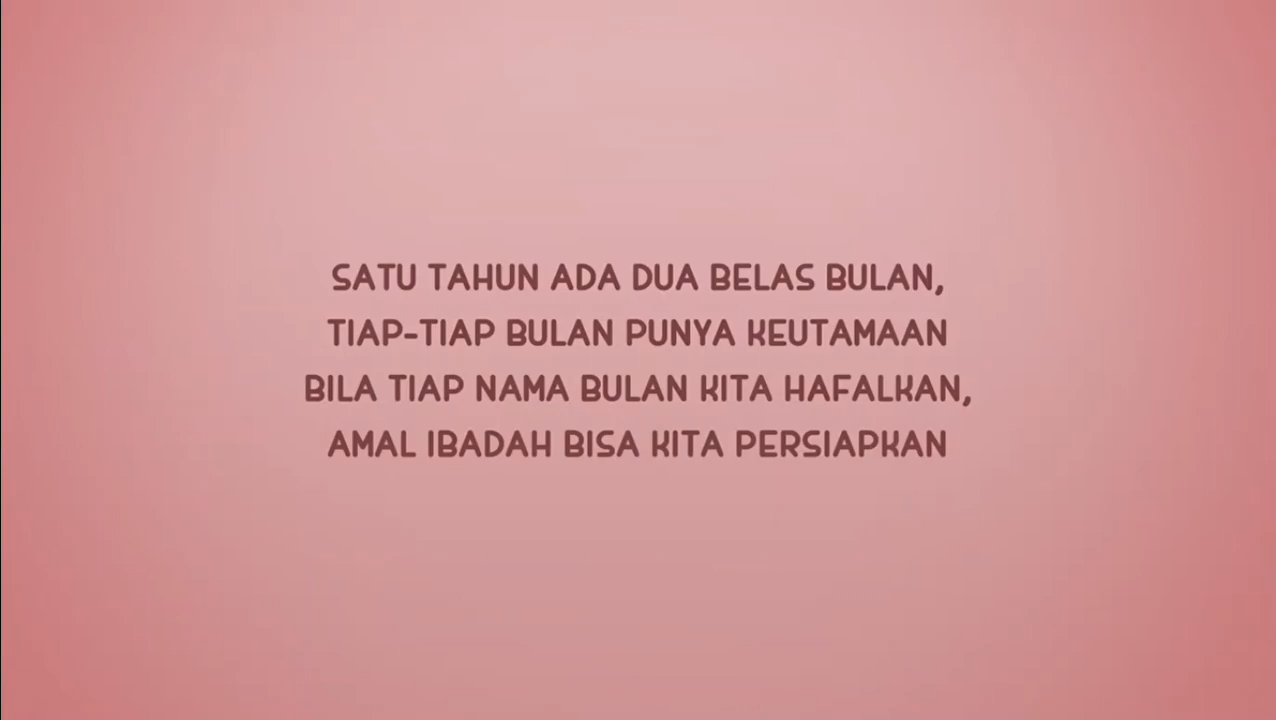 SATU TAHUN ADA DUA BELAS BULAN,
TIAP-TIAP BULAN PUNYA KEUTAMAAN
BILA TIAP NAMA BULAN KITA HAFALKAN,
AMAL IBADAH BISA KITA PERSIAPKAN